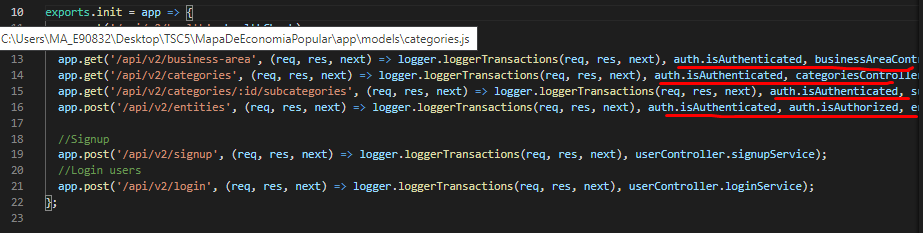 10 exports.init = app => {
C:\Users\MA_E90832\Desktop\TSC5\MapaDeEconomiaPopular\app\models\categories.js
13 app.get('/api/v2/business-area', (req, res, next) => logger.loggerTransactions(req, res, next), auth.isAuthenticated, businessAreaCont
14 app.get('/api/v2/categories', (req, res, next) => logger.loggerTransactions(req, res, next), auth.isAuthenticated, categoriesController
15 app.get('/api/v2/categories/:id/subcategories', (req, res, next) => logger.loggerTransactions(req, res, next), auth.isAuthenticated, s
16 app.post('/api/v2/entities', (req, res, next) => logger.loggerTransactions(req, res, next), auth.isAuthenticated, auth.isAuthorized, e
17
18 //Signup
19 app.post('/api/v2/signup', (req, res, next) => logger.loggerTransactions(req, res, next), userController.signupService);
20 //Login users
21 app.post('/api/v2/login', (req, res, next) => logger.loggerTransactions(req, res, next), userController.loginService);
22 };
23